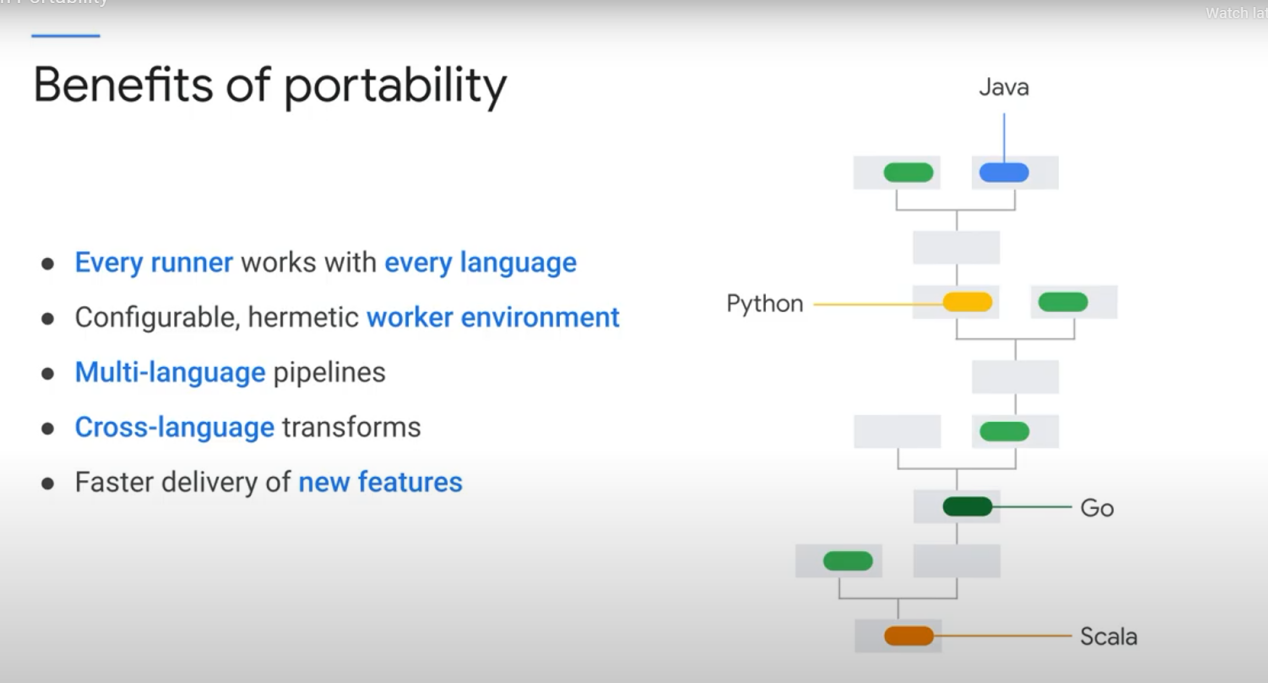 Watch
Benefits of portability
Java
Every runner works with every language
Python
Configurable, hermetic worker environment
Multi-language pipelines
Cross-language transforms
Faster delivery of new features
Go
Scala